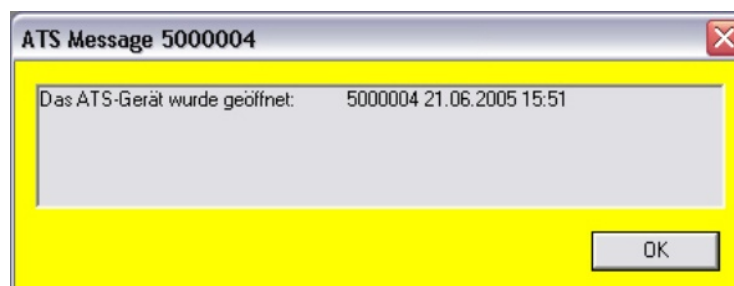 ATS Message 5000004
Das ATS-Gerät wurde geöffnet: 5000004 21.06.2005 15:51
OK